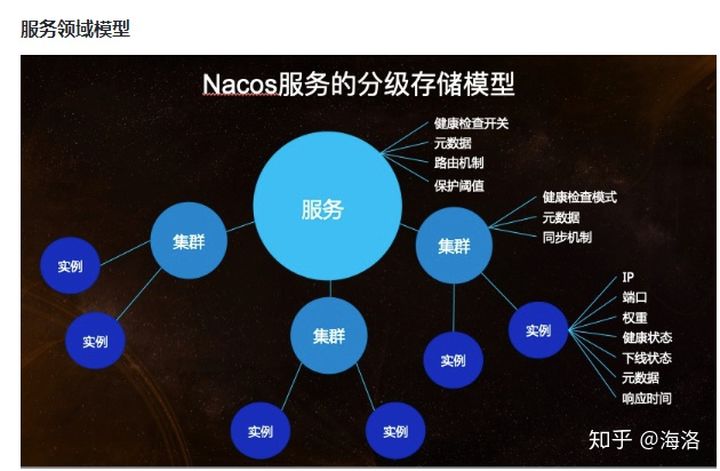 服务领域模型
Nacos服务的分级存储模型
健康检查开关
元数据
路由机制
保护阈值
服务
健康检查模式
元数据
同步机制
集群
集群
实例
IP
端口
权重
健康状态
下线状态
元数据
响应时间
实例
集群
实例
实例
实例
实例
知乎 @海洛